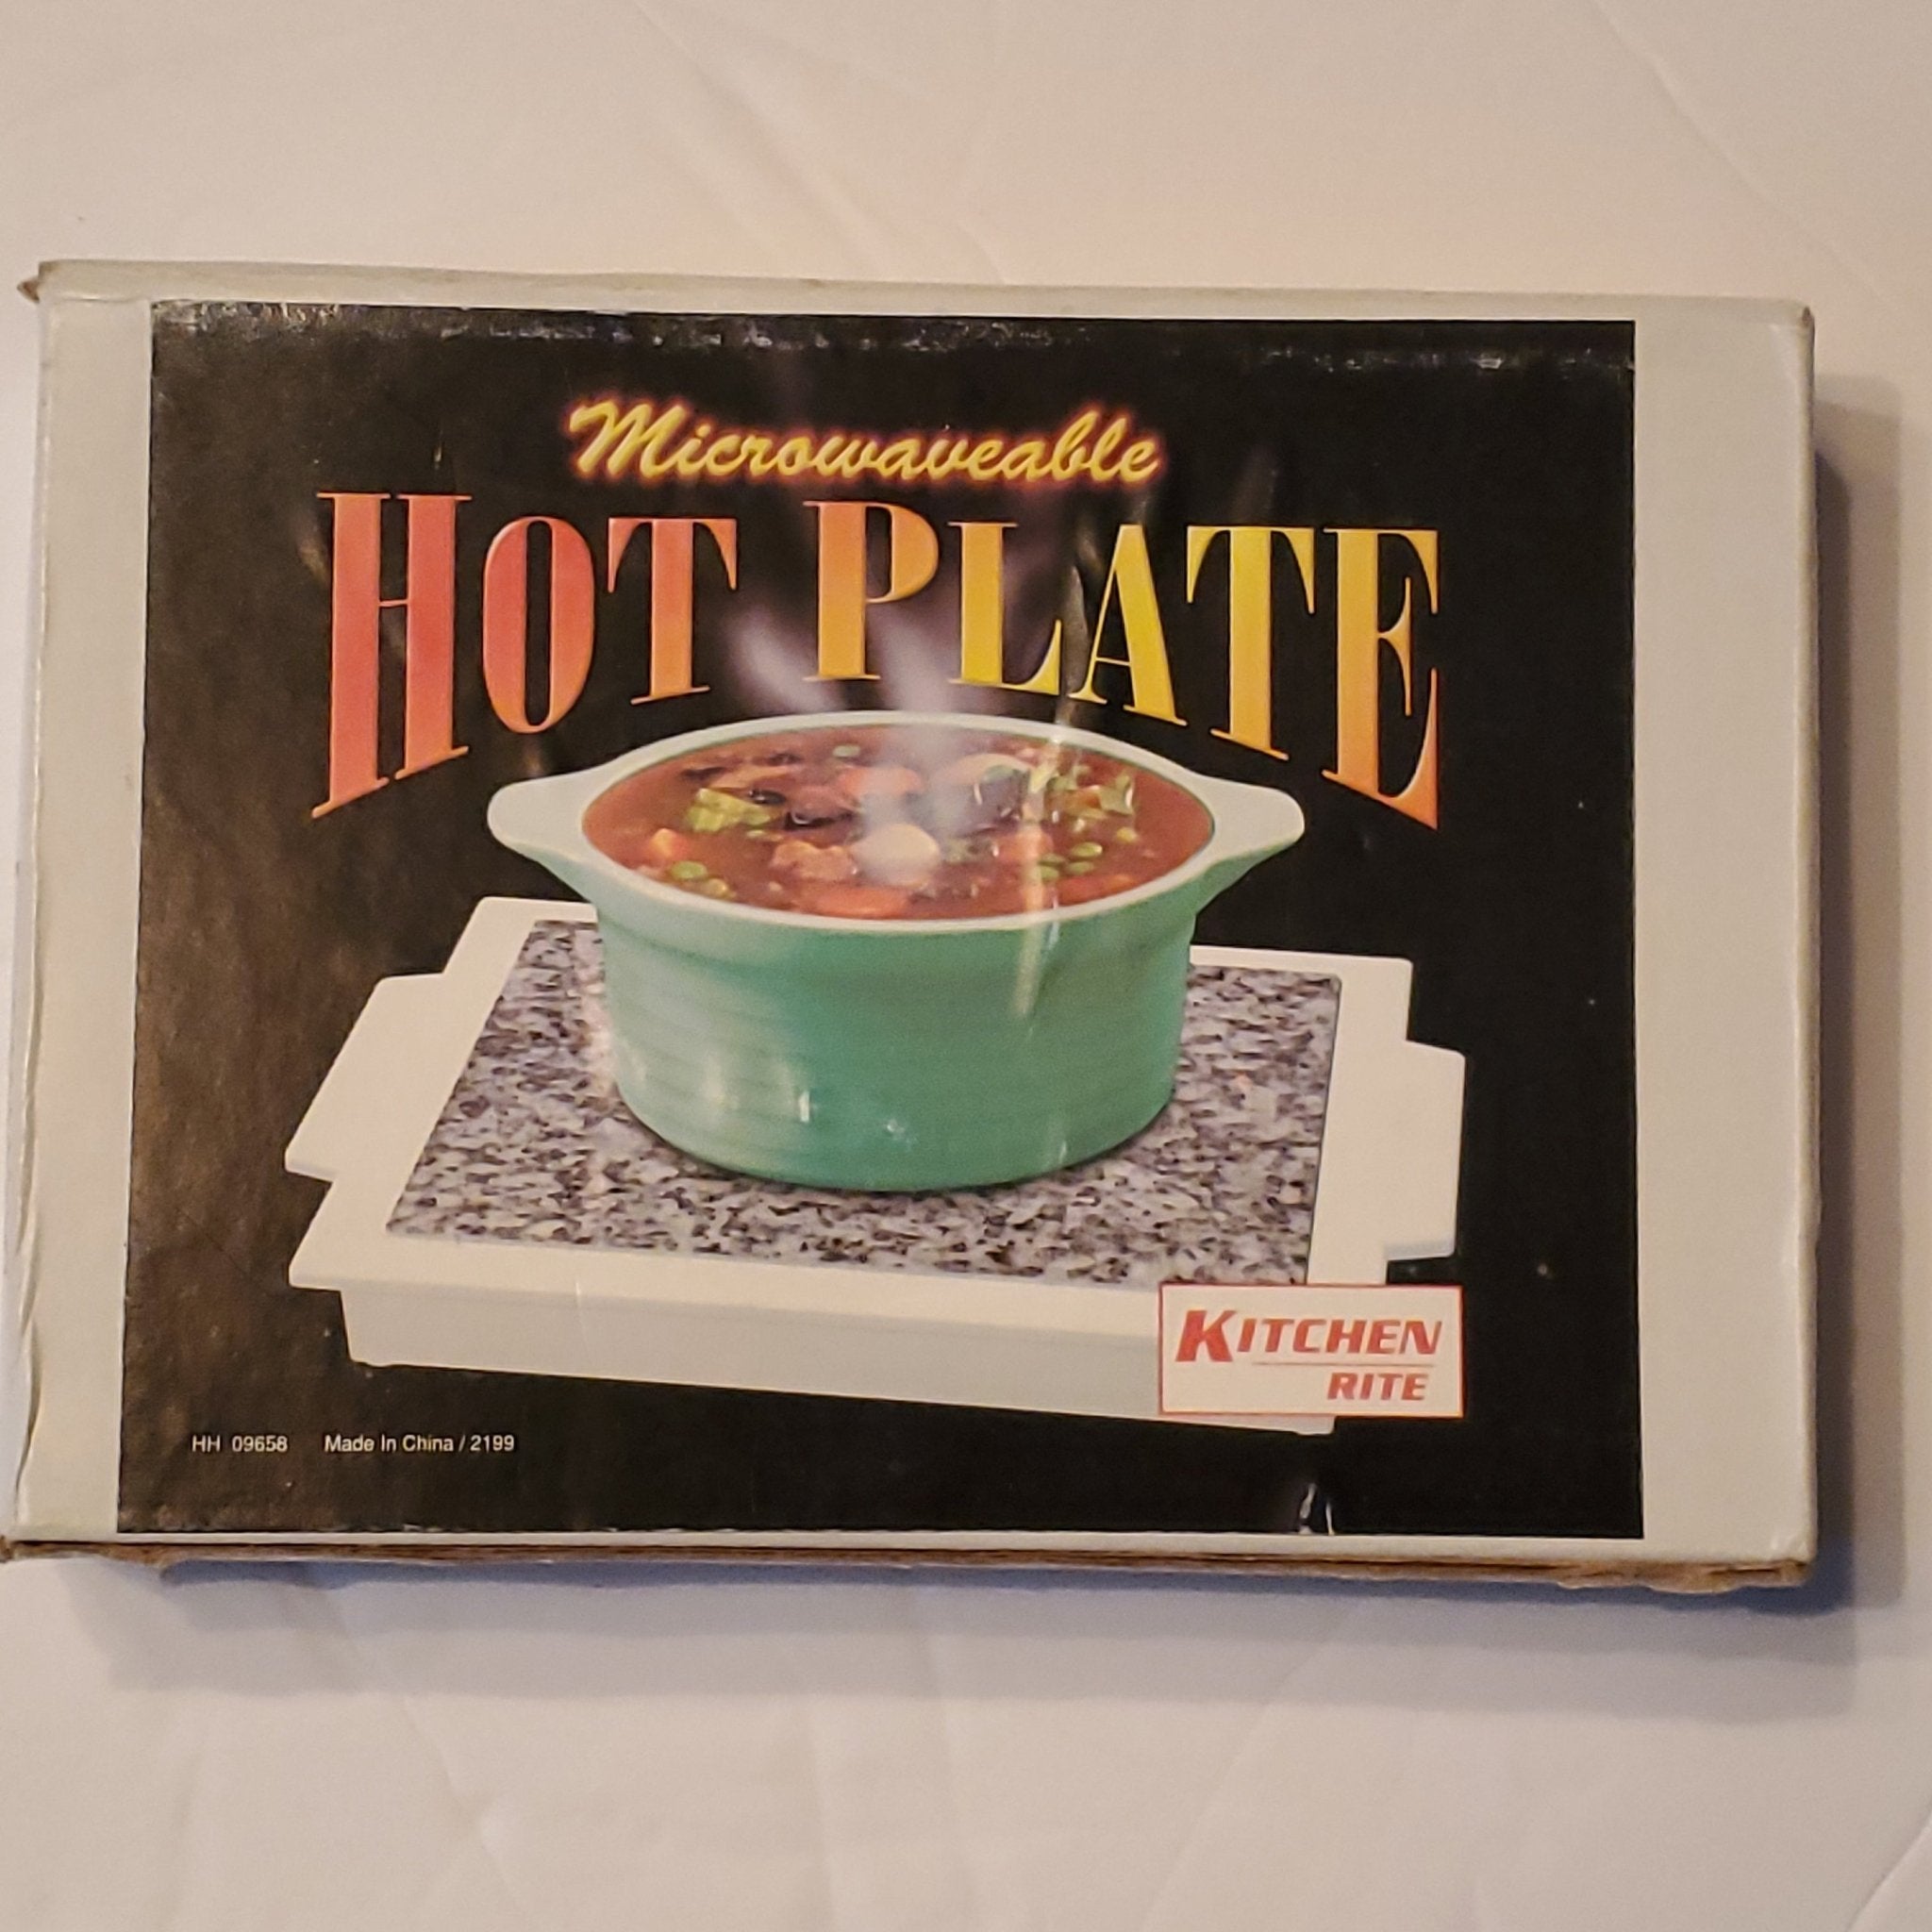 Microwaveable
HOT PLATE
KITCHEN
RITE
HH 09658 Made In China / 2199